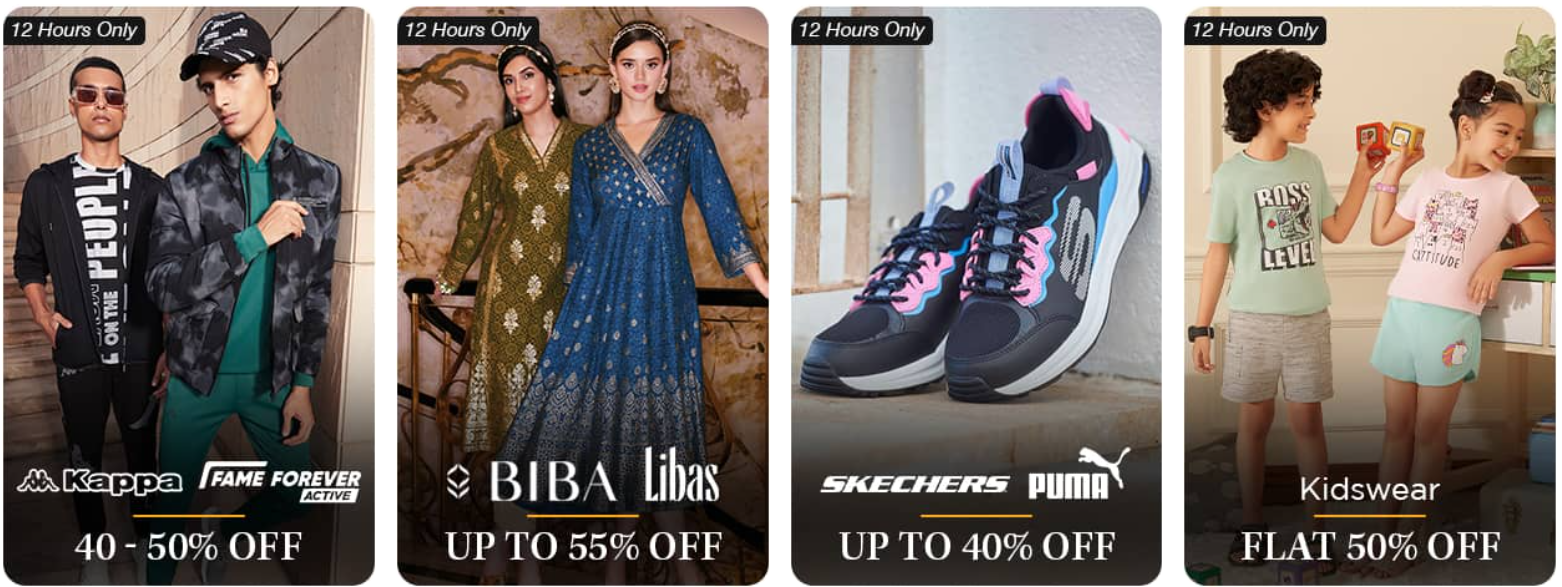 12 Hours Only
PEOPLE
ON THE
Kappa
FAME FOREVER
ACTIVE
40 - 50% OFF
12 Hours Only
BIBA Libas
UP TO 55% OFF
12 Hours Only
S
SKECHERS PUMA
UP TO 40% OFF
12 Hours Only
BOSS
LEVEL
CATTITUDE
Kidswear
FLAT 50% OFF